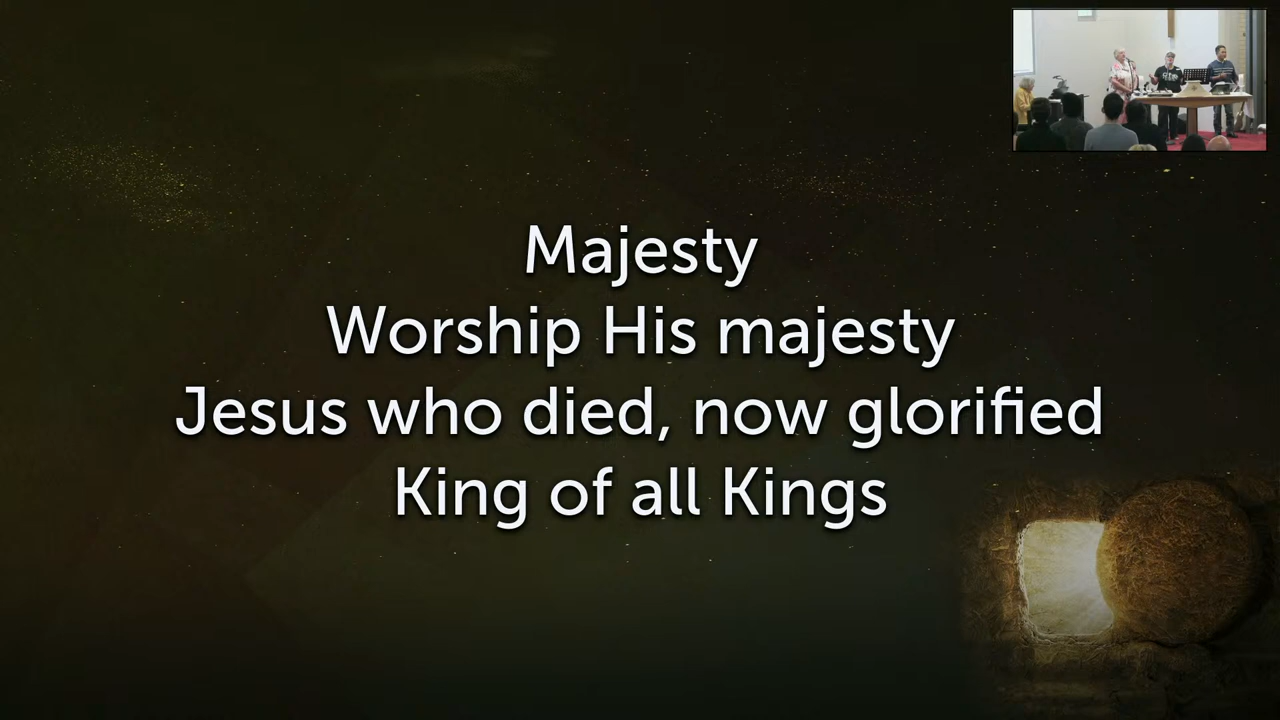 Majesty
Worship His majesty
Jesus who died, now glorified
King of all Kings